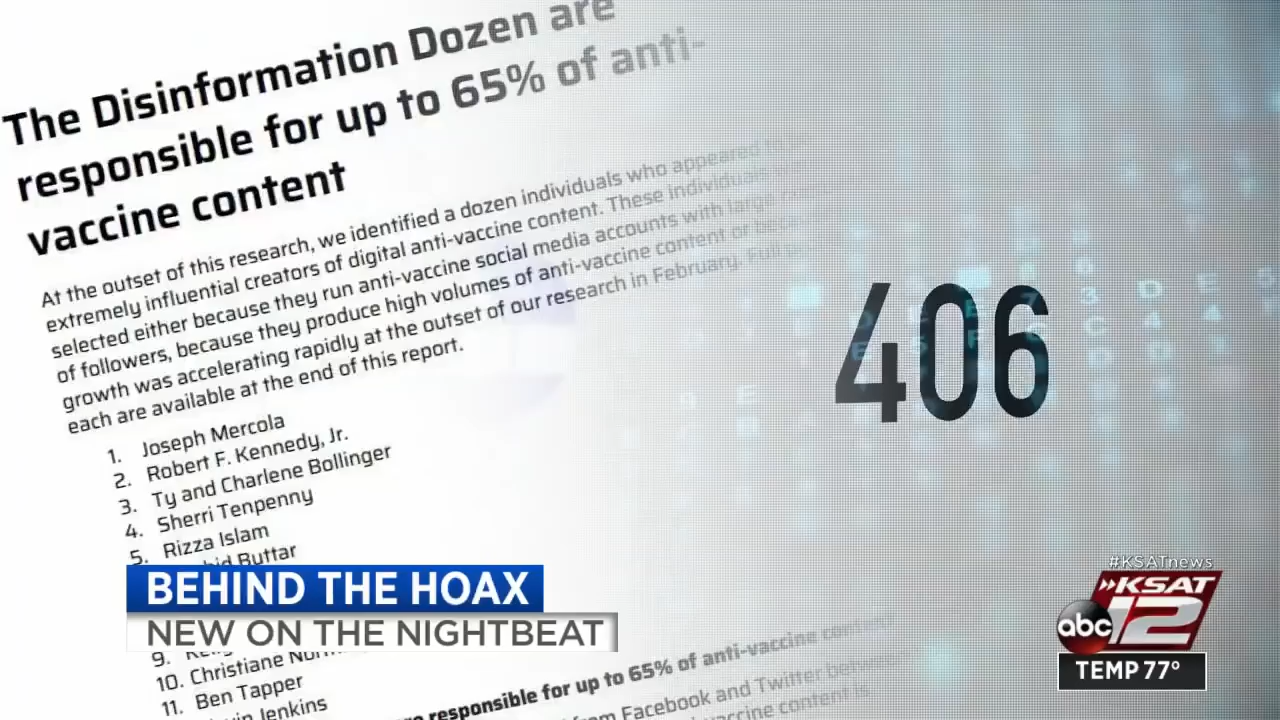 The Disinformation Dozen are
responsible for up to 65% of anti-
vaccine content
At the outset of this research, we identified a dozen individuals who appeared to be
extremely influential creators of digital anti-vaccine content. These individuals were
selected either because they run anti-vaccine social media accounts with large numbers
of followers, because they produce high volumes of anti-vaccine content or because
growth was accelerating rapidly at the outset of our research in February. Full
each are available at the end of this report.
1. Joseph Mercola
2. Robert F. Kennedy, Jr.
3. Ty and Charlene Bollinger
4. Sherri Tenpenny
5. Rizza Islam
Buttar
9.
10. Christiane
11. Ben Tapper
Jenkins
responsible for up to 65% of anti-vaccine content
from Facebook and Twitter between
content is
406
BEHIND THE HOAX
NEW ON THE NIGHTBEAT
#KSATnews
KSAT
abc 12
TEMP 77°